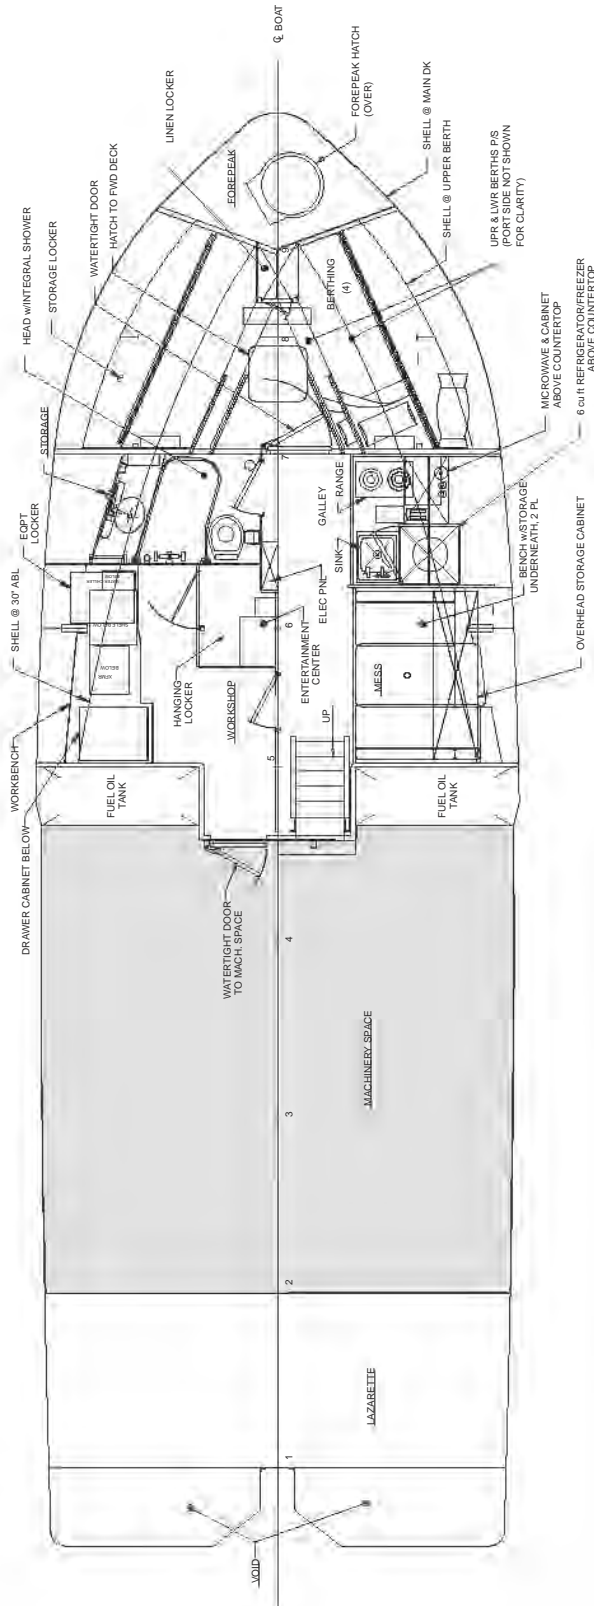 ℄ BOAT
LINEN LOCKER
HATCH TO FWD DECK
WATERTIGHT DOOR
STORAGE LOCKER
HEAD w/INTEGRAL SHOWER
STORAGE
EQPT
LOCKER
SHELL @ 30" ABL
WORKBENCH
DRAWER CABINET BELOW
FOREPEAK
FOREPEAK HATCH
(OVER)
SHELL @ MAIN DK
SHELL @ UPPER BERTH
UPR & LWR BERTHS P/S
(PORT SIDE NOT SHOWN
FOR CLARITY)
BERTHING
(4)
MICROWAVE & CABINET
ABOVE COUNTERTOP
6 cu ft REFRIGERATOR/FREEZER
ABOVE COUNTERTOP
BENCH w/STORAGE
UNDERNEATH, 2 PL
OVERHEAD STORAGE CABINET
9
8
7
GALLEY
RANGE
SINK
ELEC PNL
6
ENTERTAINMENT
CENTER
HANGING
LOCKER
WORKSHOP
XFMR
BELOW
MESS
UP
5
FUEL OIL
TANK
FUEL OIL
TANK
WATERTIGHT DOOR
TO MACH. SPACE
4
MACHINERY SPACE
3
2
LAZARETTE
1
VOID